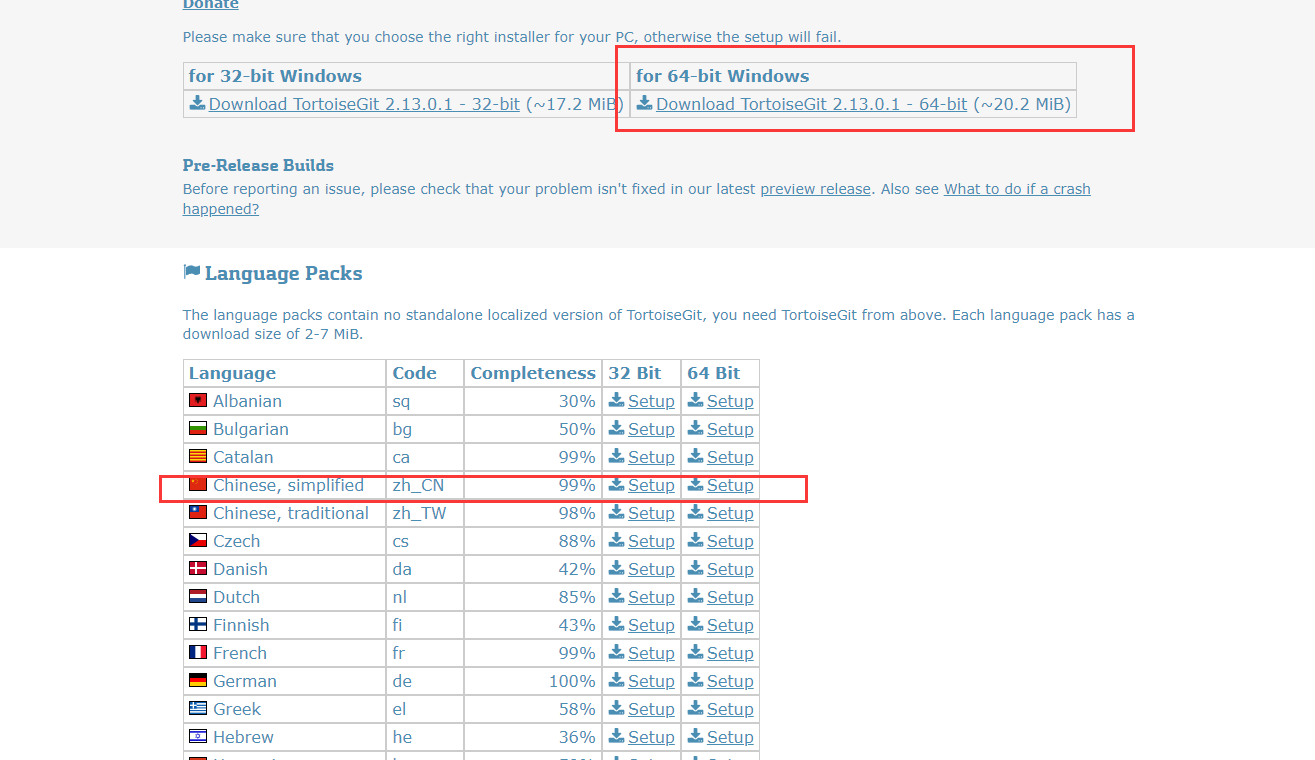 Donate
Please make sure that you choose the right installer for your PC, otherwise the setup will fail.
for 32-bit Windows for 64-bit Windows
Download TortoiseGit 2.13.0.1 - 32-bit (~17.2 MiB) Download TortoiseGit 2.13.0.1 - 64-bit (~20.2 MiB)
Pre-Release Builds
Before reporting an issue, please check that your problem isn't fixed in our latest preview release. Also see What to do if a crash
happened?
Language Packs
The language packs contain no standalone localized version of TortoiseGit, you need TortoiseGit from above. Each language pack has a
download size of 2-7 MiB.
Language Code Completeness 32 Bit 64 Bit
Albanian sq 30% Setup Setup
Bulgarian bg 50% Setup Setup
Catalan ca 99% Setup Setup
Chinese, simplified zh_CN 99% Setup Setup
Chinese, traditional zh_TW 98% Setup Setup
Czech cs 88% Setup Setup
Danish da 42% Setup Setup
Dutch nl 85% Setup Setup
Finnish fi 43% Setup Setup
French fr 99% Setup Setup
German de 100% Setup Setup
Greek el 58% Setup Setup
Hebrew he 36% Setup Setup